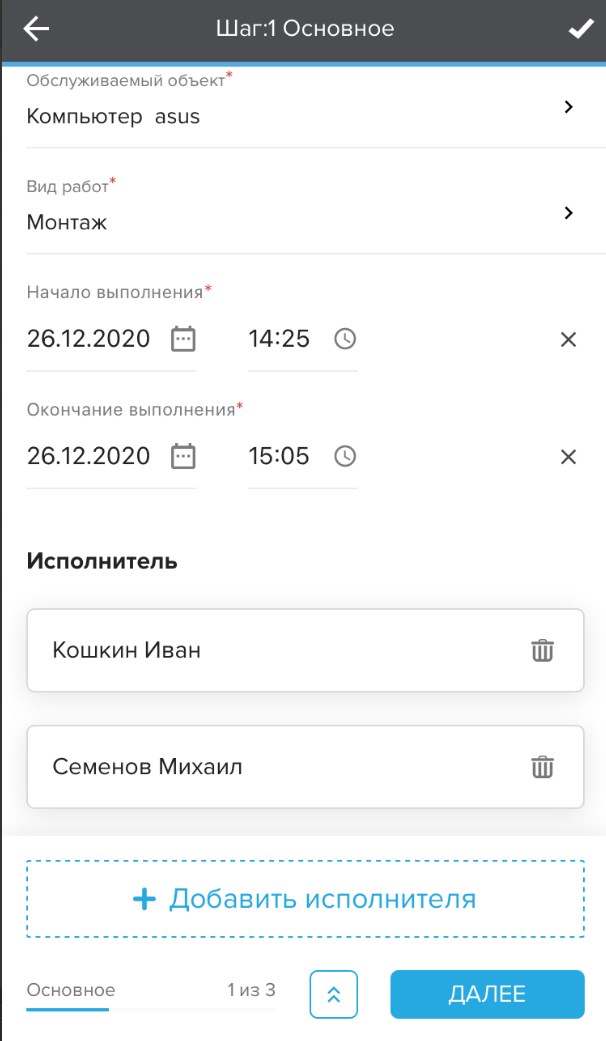 Шаг:1 Основное
Обслуживаемый объект*
Компьютер asus
Вид работ*
Монтаж
Начало выполнения*
26.12.2020 14:25
Окончание выполнения*
26.12.2020 15:05
Исполнитель
Кошкин Иван
Семенов Михаил
+ Добавить исполнителя
Основное 1 из 3 ДАЛЕЕ